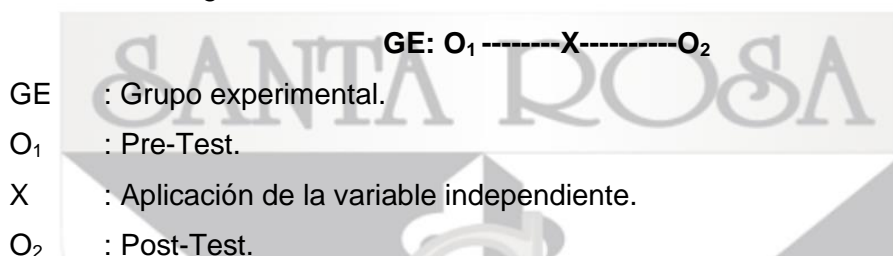 GE: O₁ --------X----------O₂
SANTA ROSA
GE : Grupo experimental.
O₁ : Pre-Test.
X : Aplicación de la variable independiente.
O₂ : Post-Test.